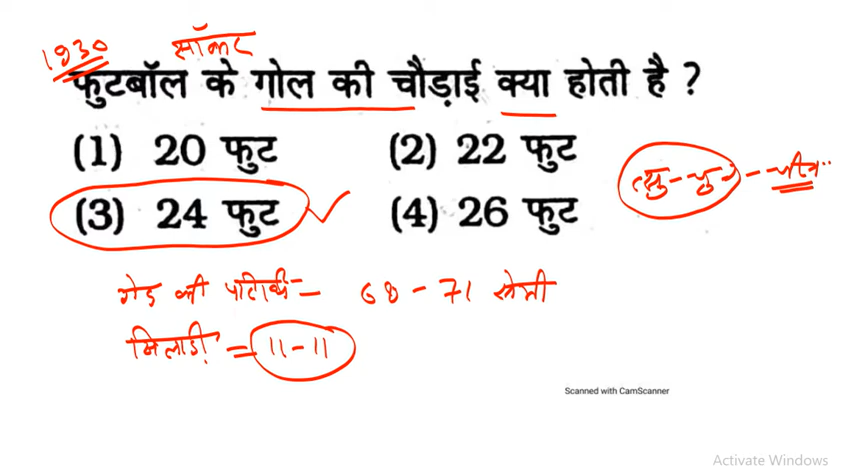 1930 सॉकर
फुटबॉल के गोल की चौड़ाई क्या होती है ?
(1) 20 फुट (2) 22 फुट
(3) 24 फुट (4) 26 फुट
त्सु-चु - चीन
गेंद की परिधि - 68 - 71 सेमी
खिलाड़ी = 11 - 11
Scanned with CamScanner
Activate Windows